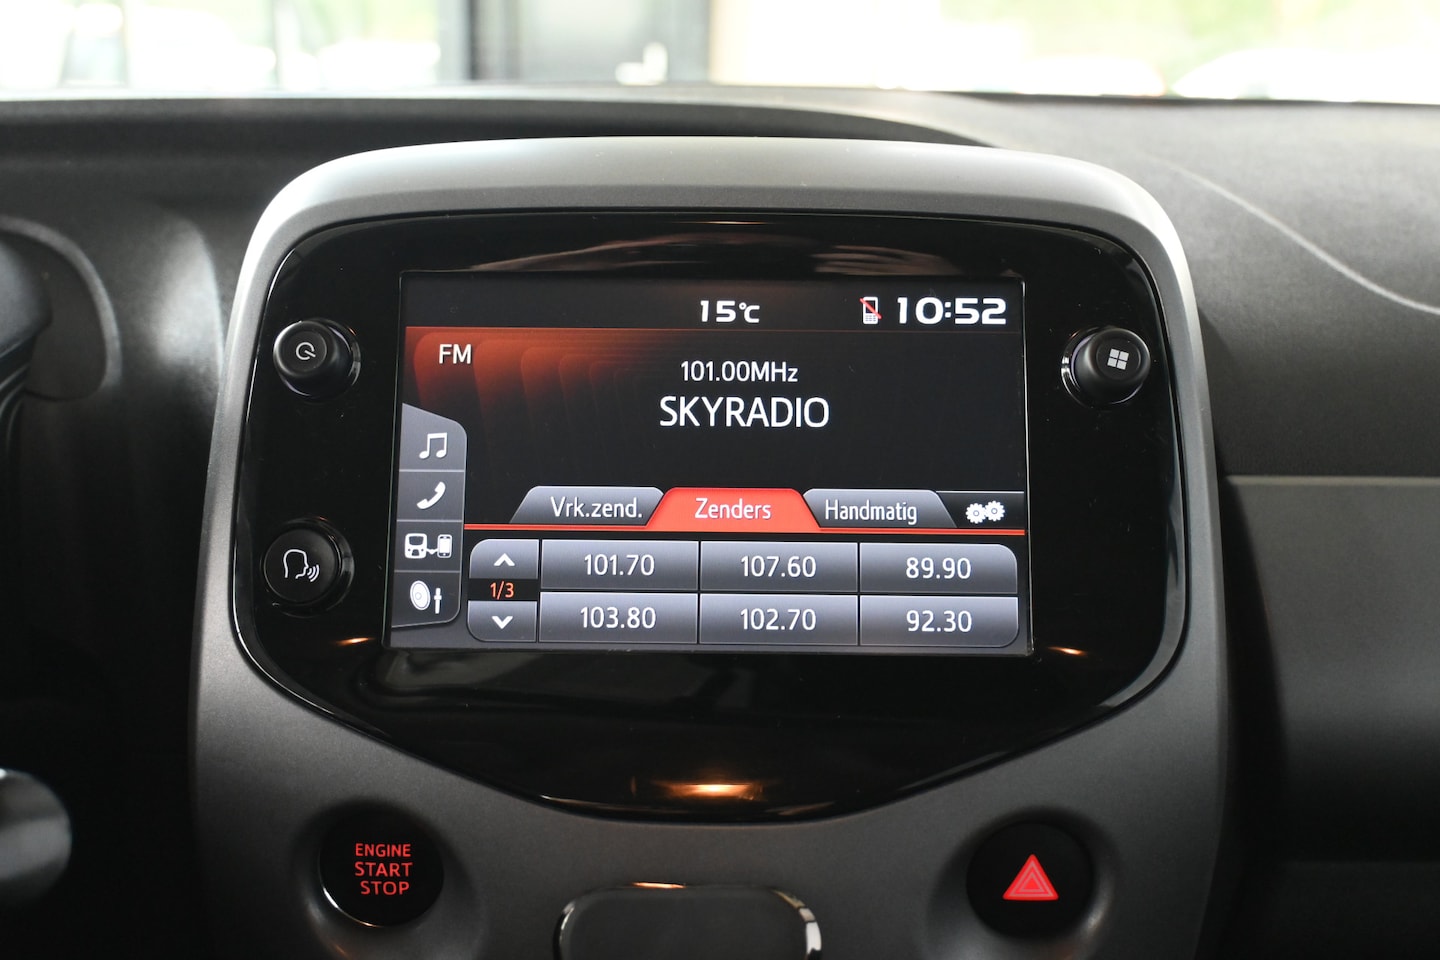 15°C 10:52
FM
101.00MHz
SKYRADIO
Vrk.zend. Zenders Handmatig
101.70 107.60 89.90
1/3
103.80 102.70 92.30
ENGINE
START
STOP